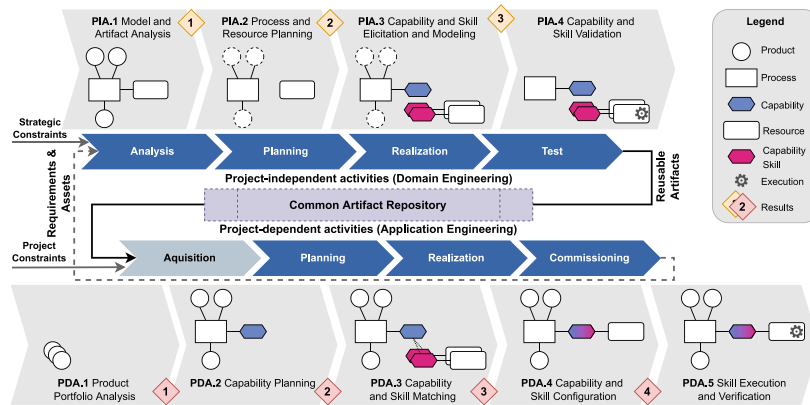 PIA.1 Model and
Artifact Analysis
1
PIA.2 Process and
Resource Planning
2
PIA.3 Capability and Skill
Elicitation and Modeling
3
PIA.4 Capability and
Skill Validation
Legend
Product
Process
Capability
Resource
Capability
Skill
Execution
2
Results
Strategic
Constraints
Analysis
Planning
Realization
Test
Requirements &
Assets
Project-independent activities (Domain Engineering)
Common Artifact Repository
Project-dependent activities (Application Engineering)
Reusable
Artifacts
Project
Constraints
Aquisition
Planning
Realization
Commissioning
PDA.1 Product
Portfolio Analysis
1
PDA.2 Capability Planning
2
PDA.3 Capability
and Skill Matching
3
PDA.4 Capability and
Skill Configuration
4
PDA.5 Skill Execution
and Verification